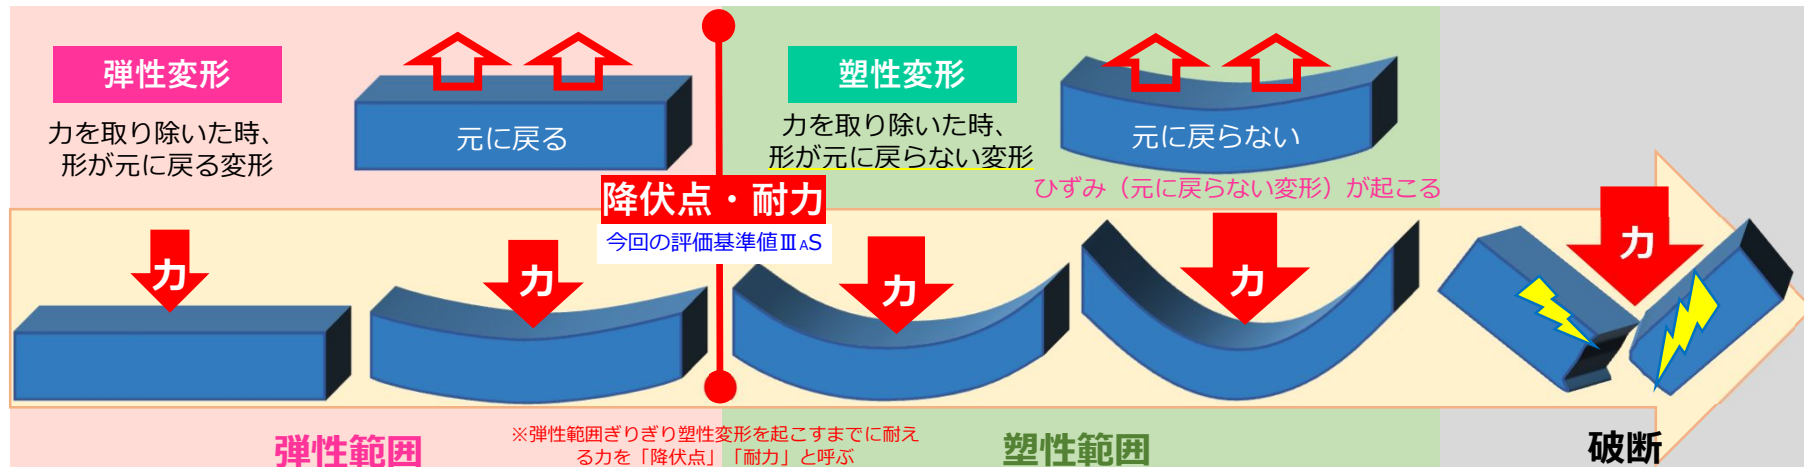 弾性変形
力を取り除いた時、
形が元に戻る変形
元に戻る
塑性変形
力を取り除いた時、
形が元に戻らない変形
元に戻らない
ひずみ（元に戻らない変形）が起こる
降伏点・耐力
今回の評価基準値ⅢAS
力
力
力
力
力
弾性範囲
※弾性範囲ぎりぎり塑性変形を起こすまでに耐え
る力を「降伏点」「耐力」と呼ぶ
塑性範囲
破断